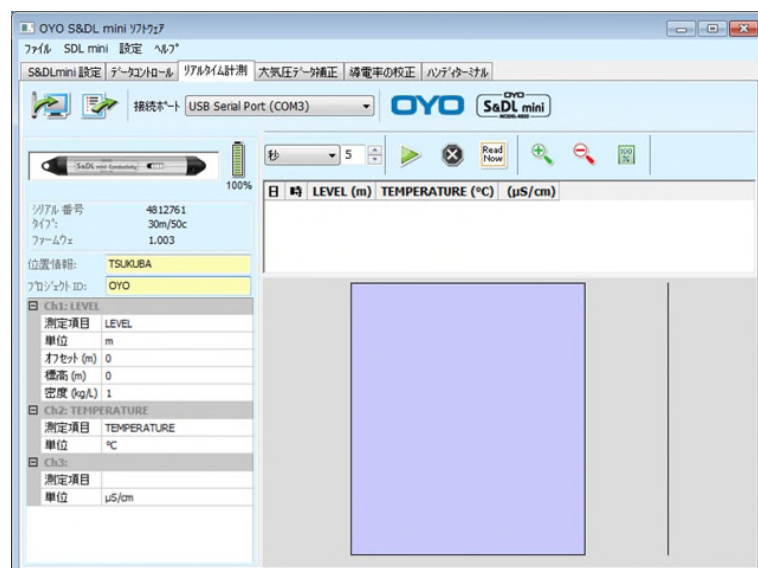 OYO S&DL mini ｿﾌﾄｳｪｱ
ﾌｧｲﾙ SDL mini 設定 ﾍﾙﾌﾟ
S&DLmini 設定 ﾃﾞｰﾀｺﾝﾄﾛｰﾙ ﾘｱﾙﾀｲﾑ計測 大気圧ﾃﾞｰﾀ補正 導電率の校正 ﾊﾝﾃﾞｨﾀｰﾐﾅﾙ
接続ﾎﾟｰﾄ USB Serial Port (COM3) OYO OYO S&DL mini
秒 5 Read Now 100 %
S&DL mini Conductivity
100%
日 時 LEVEL (m) TEMPERATURE (°C) (µS/cm)
ｼﾘｱﾙ 番号 4812761
ﾀｲﾌﾟ: 30m/50c
ﾌｧｰﾑｳｪ 1.003
位置情報: TSUKUBA
ﾌﾟﾛｼﾞｪｸﾄ ID: OYO
Ch1: LEVEL
測定項目 LEVEL
単位 m
ｵﾌｾｯﾄ (m) 0
標高 (m) 0
密度 (kg/L) 1
Ch2: TEMPERATURE
測定項目 TEMPERATURE
単位 °C
Ch3:
測定項目
単位 µS/cm